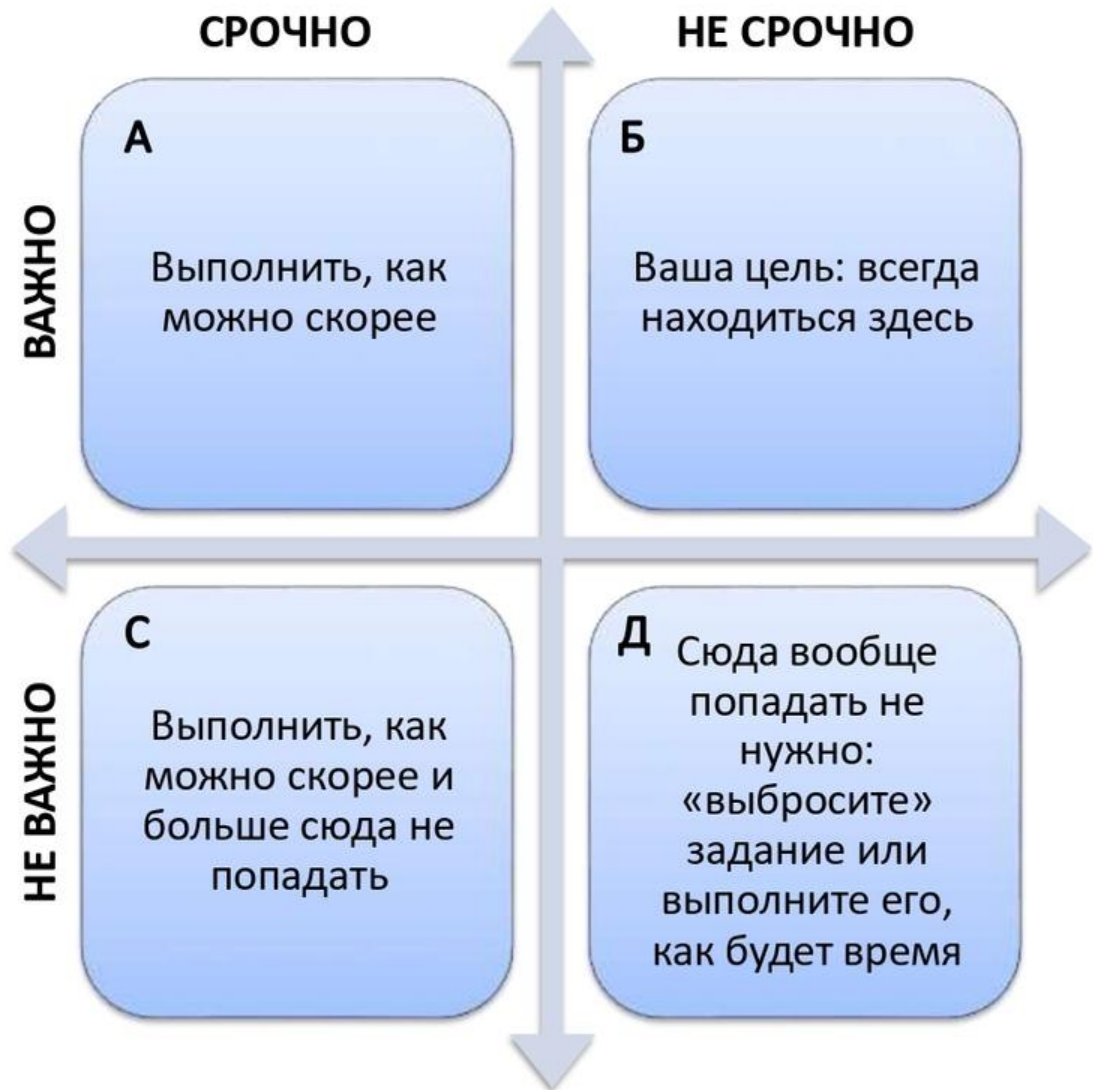 СРОЧНО
НЕ СРОЧНО
ВАЖНО
А
Выполнить, как
можно скорее
Б
Ваша цель: всегда
находиться здесь
НЕ ВАЖНО
С
Выполнить, как
можно скорее и
больше сюда не
попадать
Д
Сюда вообще
попадать не
нужно:
«выбросите»
задание или
выполните его,
как будет время